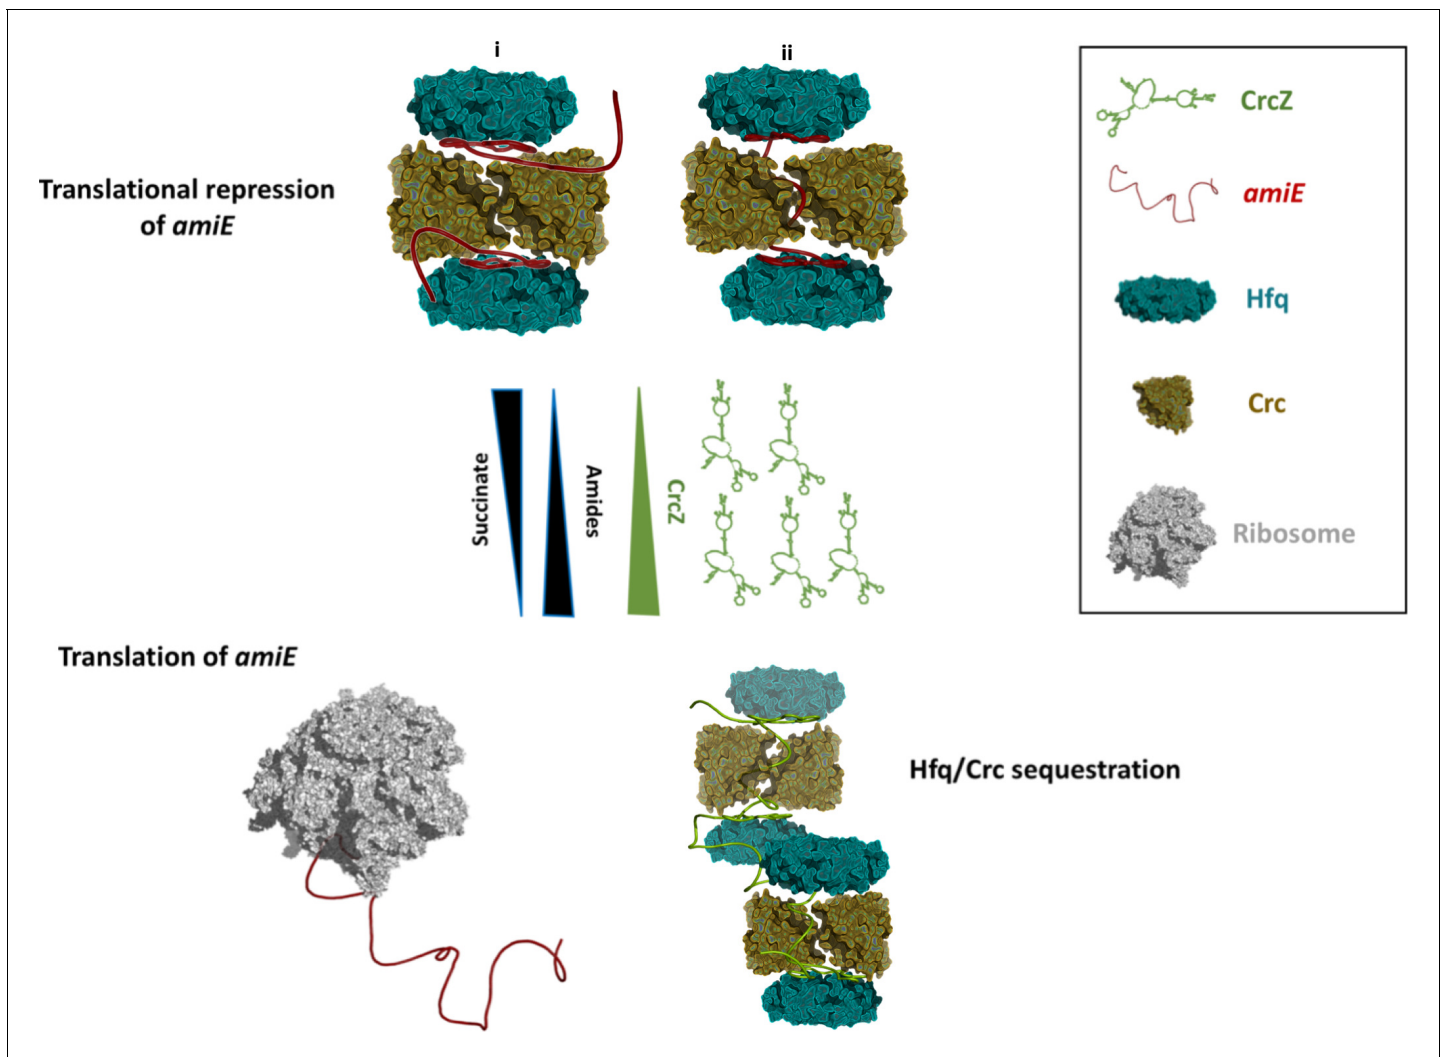 i
ii
Translational repression
of amiE
Succinate
Amides
CrcZ
Translation of amiE
Hfq/Crc sequestration
CrcZ
amiE
Hfq
Crc
Ribosome